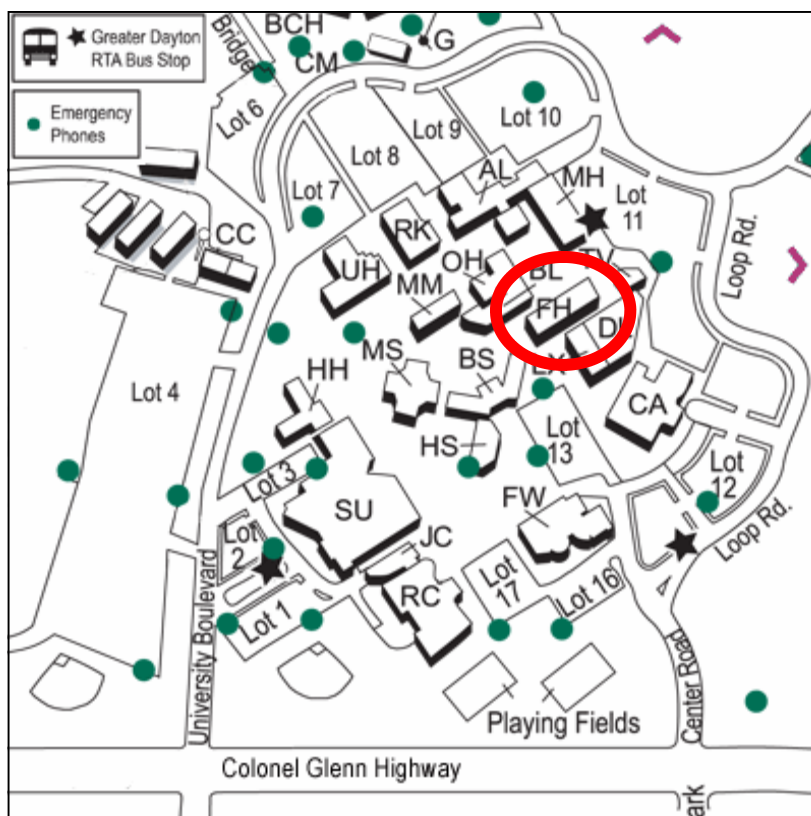 BCH
G
Greater Dayton
RTA Bus Stop
Bridge
CM
Emergency
Phones
Lot 6
Lot 10
Lot 9
Lot 8
AL
MH
Lot 7
Lot
11
RK
CC
OH
UH
BL
TV
Loop Rd.
MM
FH
DL
MS
BS
HH
Lot 4
CA
Lot
13
HS
Lot 3
Lot
12
SU
FW
Lot
2
JC
Loop Rd.
Lot
17
RC
Lot 16
Lot 1
University Boulevard
Center Road
Playing Fields
Colonel Glenn Highway